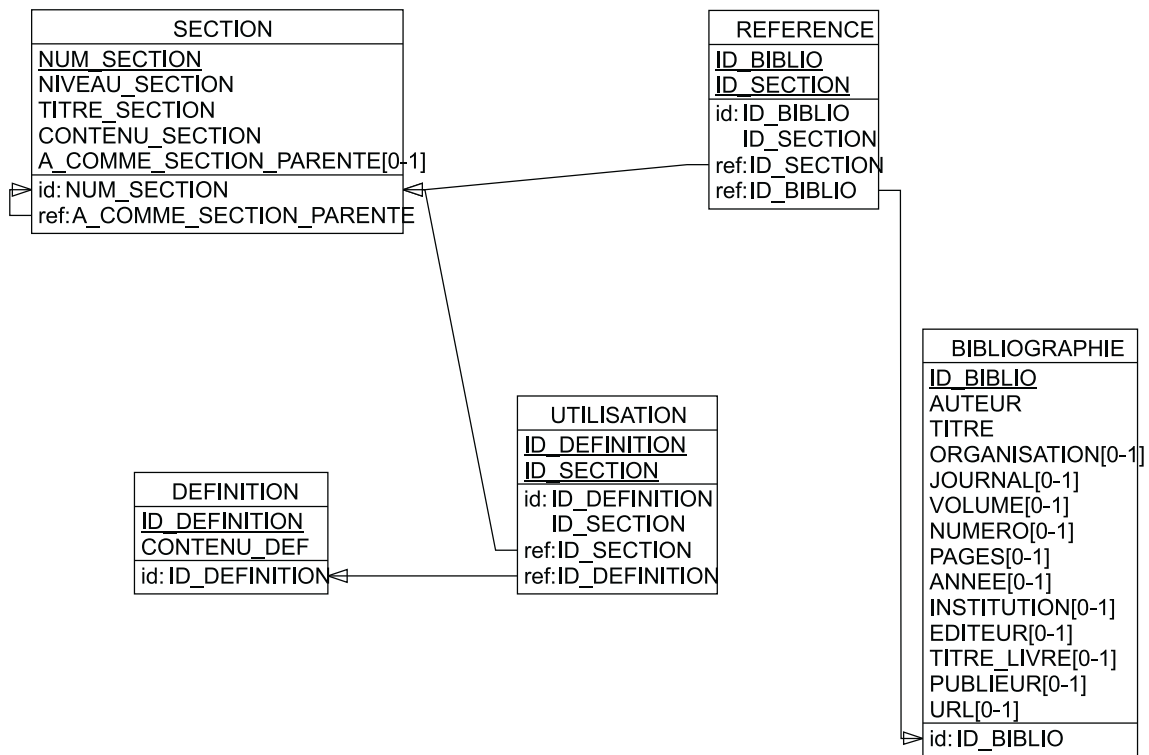 SECTION
NUM_SECTION
NIVEAU_SECTION
TITRE_SECTION
CONTENU_SECTION
A_COMME_SECTION_PARENTE[0-1]
id: NUM_SECTION
ref:A_COMME_SECTION_PARENTE
REFERENCE
ID_BIBLIO
ID_SECTION
id: ID_BIBLIO
ID_SECTION
ref:ID_SECTION
ref:ID_BIBLIO
DEFINITION
ID_DEFINITION
CONTENU_DEF
id: ID_DEFINITION
UTILISATION
ID_DEFINITION
ID_SECTION
id: ID_DEFINITION
ID_SECTION
ref:ID_SECTION
ref:ID_DEFINITION
BIBLIOGRAPHIE
ID_BIBLIO
AUTEUR
TITRE
ORGANISATION[0-1]
JOURNAL[0-1]
VOLUME[0-1]
NUMERO[0-1]
PAGES[0-1]
ANNEE[0-1]
INSTITUTION[0-1]
EDITEUR[0-1]
TITRE_LIVRE[0-1]
PUBLIEUR[0-1]
URL[0-1]
id: ID_BIBLIO